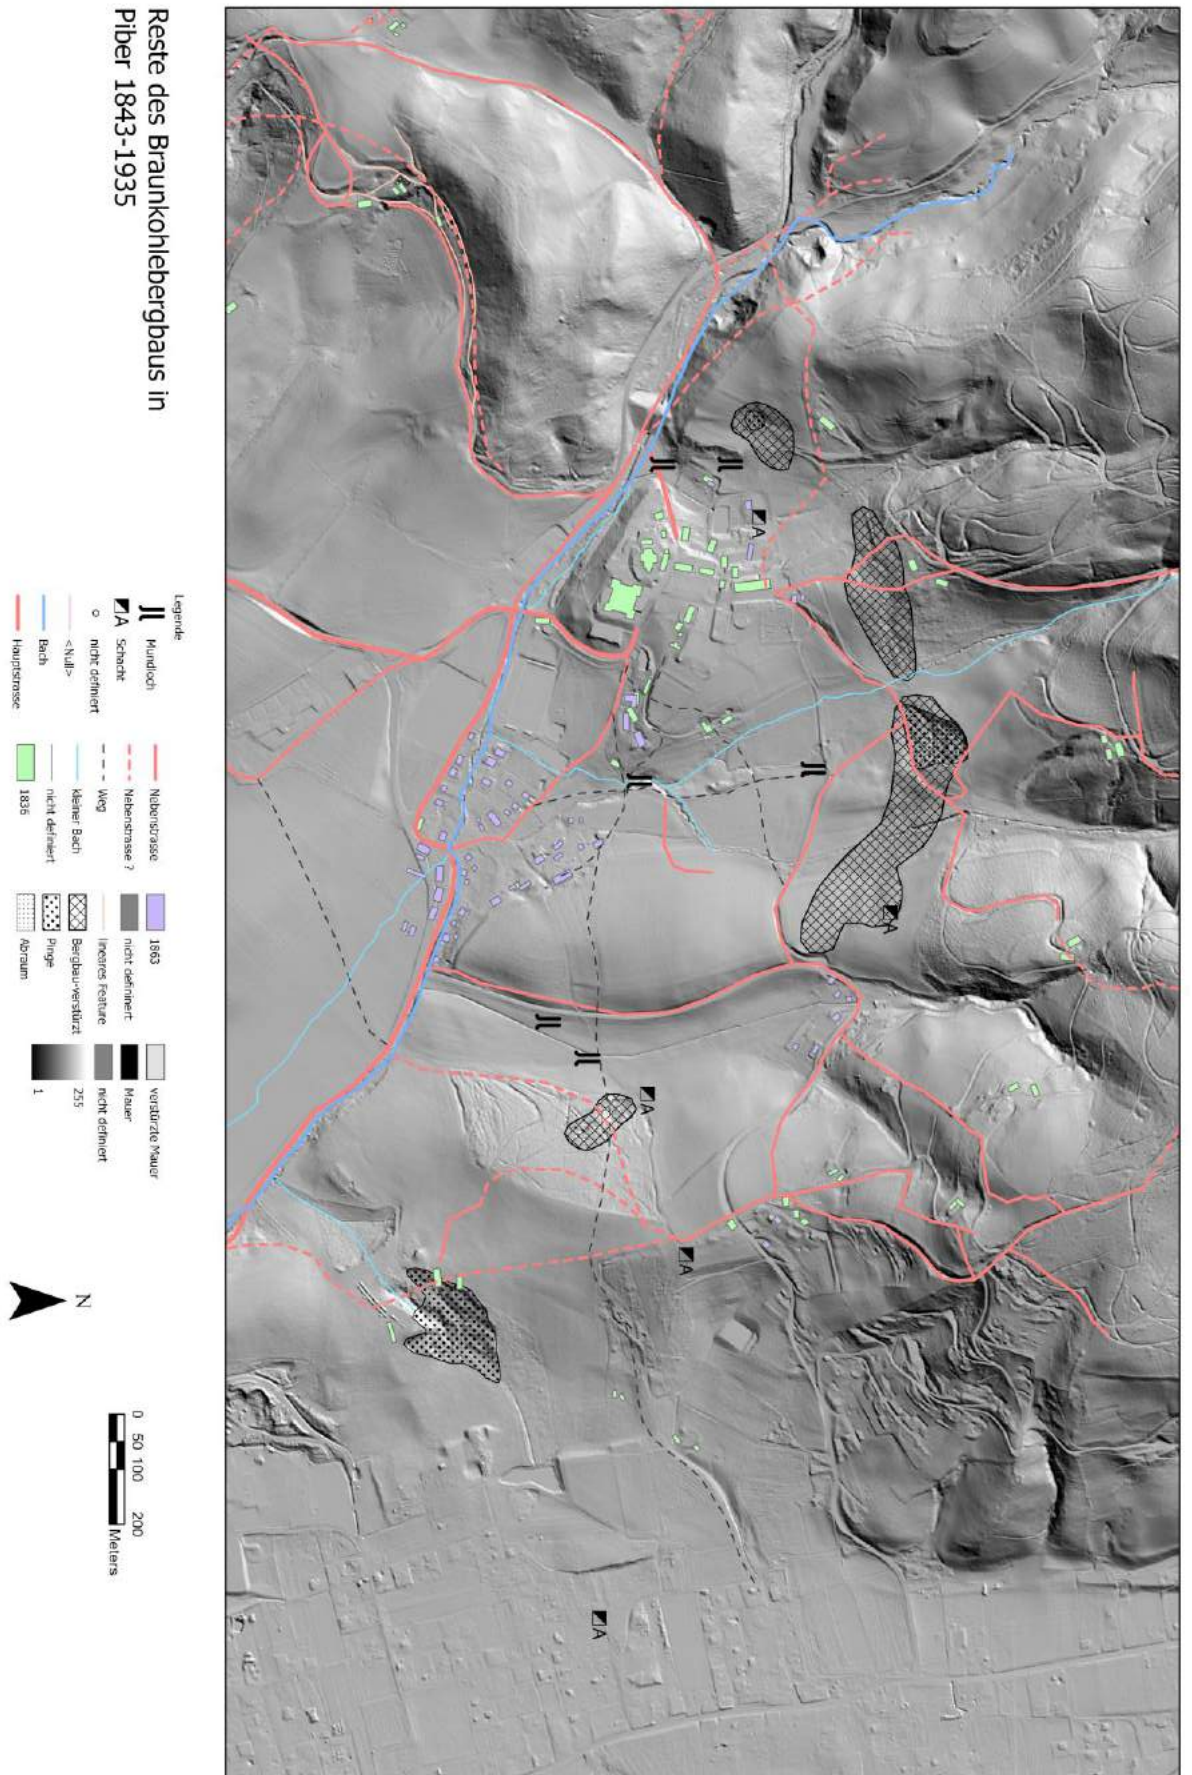 Reste des Braunkohlebergbaus in
Piber 1843-1935
Legende
Mundloch
A Schacht
nicht definiert
<Null>
Bach
Hauptstrasse
Nebenstrasse
Nebenstrasse ?
Weg
kleiner Bach
nicht definiert
1836
1863
nicht defininert
lineares Feature
Bergbau-verstürzt
Pinge
Abraum
verstürzte Mauer
Mauer
nicht definiert
255
1
N
0 50 100 200
Meters
A
A
A
A
A